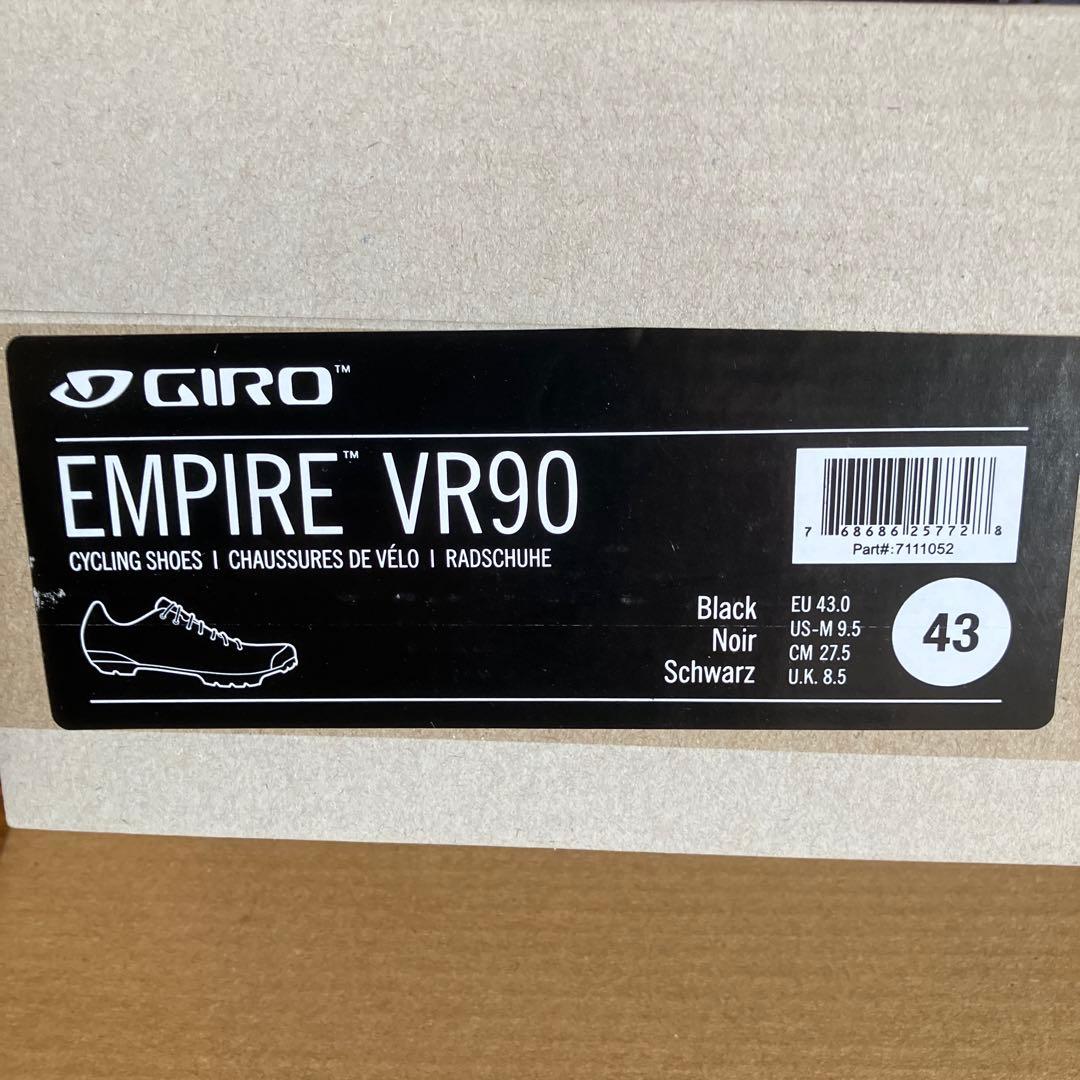 GIRO™
EMPIRE™ VR90
CYCLING SHOES | CHAUSSURES DE VÉLO | RADSCHUHE
7 68686 25772 8
Part#:7111052
Black
Noir
Schwarz
EU 43.0
US-M 9.5
CM 27.5
U.K. 8.5
43